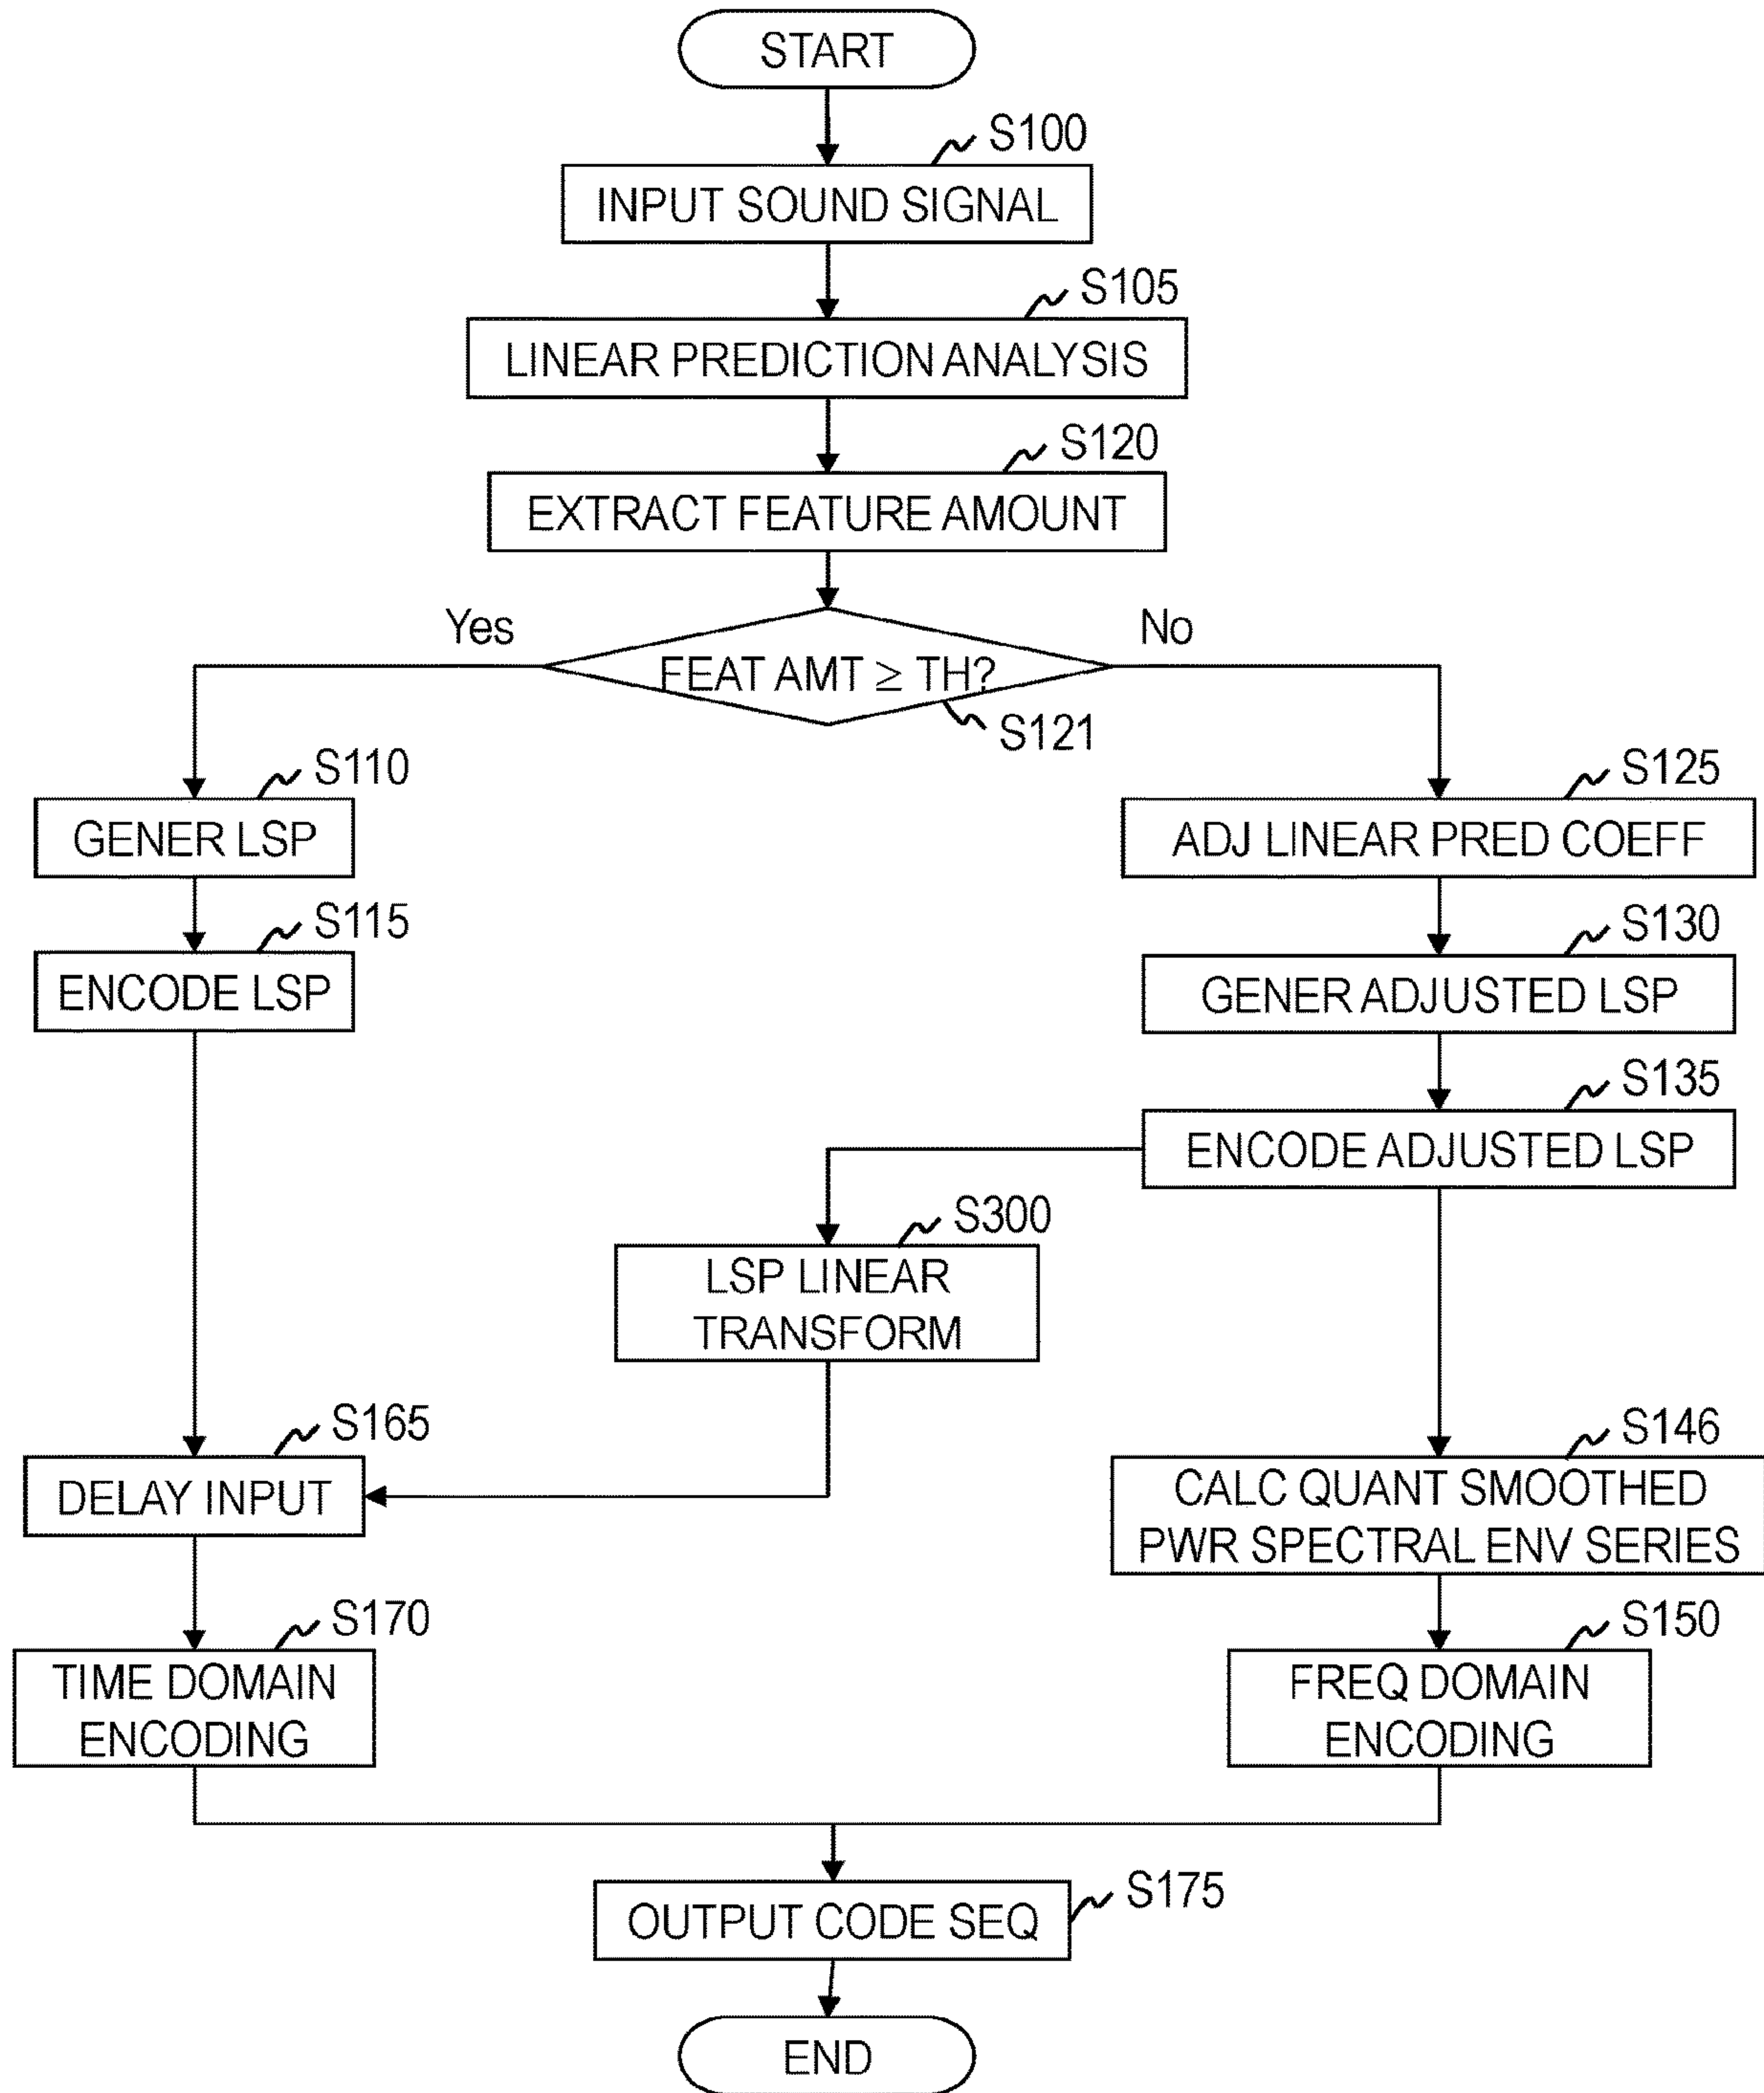 START
S100
INPUT SOUND SIGNAL
S105
LINEAR PREDICTION ANALYSIS
S120
EXTRACT FEATURE AMOUNT
Yes
No
FEAT AMT ≥ TH?
S121
S110
GENER LSP
S115
ENCODE LSP
S125
ADJ LINEAR PRED COEFF
S130
GENER ADJUSTED LSP
S135
ENCODE ADJUSTED LSP
S300
LSP LINEAR
TRANSFORM
S165
DELAY INPUT
S146
CALC QUANT SMOOTHED
PWR SPECTRAL ENV SERIES
S170
TIME DOMAIN
ENCODING
S150
FREQ DOMAIN
ENCODING
S175
OUTPUT CODE SEQ
END